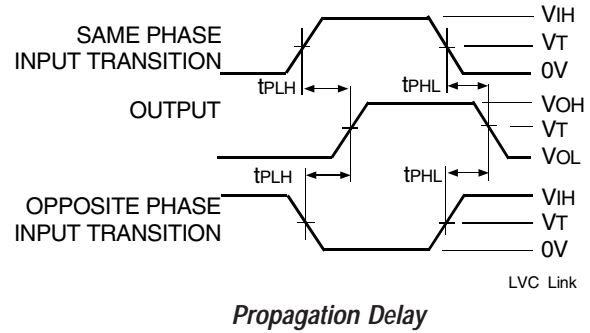 VIH
SAME PHASE
INPUT TRANSITION
VT
0V
tPLH
tPHL
OUTPUT
VOH
VT
VOL
tPLH
tPHL
OPPOSITE PHASE
INPUT TRANSITION
VIH
VT
0V
LVC Link
Propagation Delay